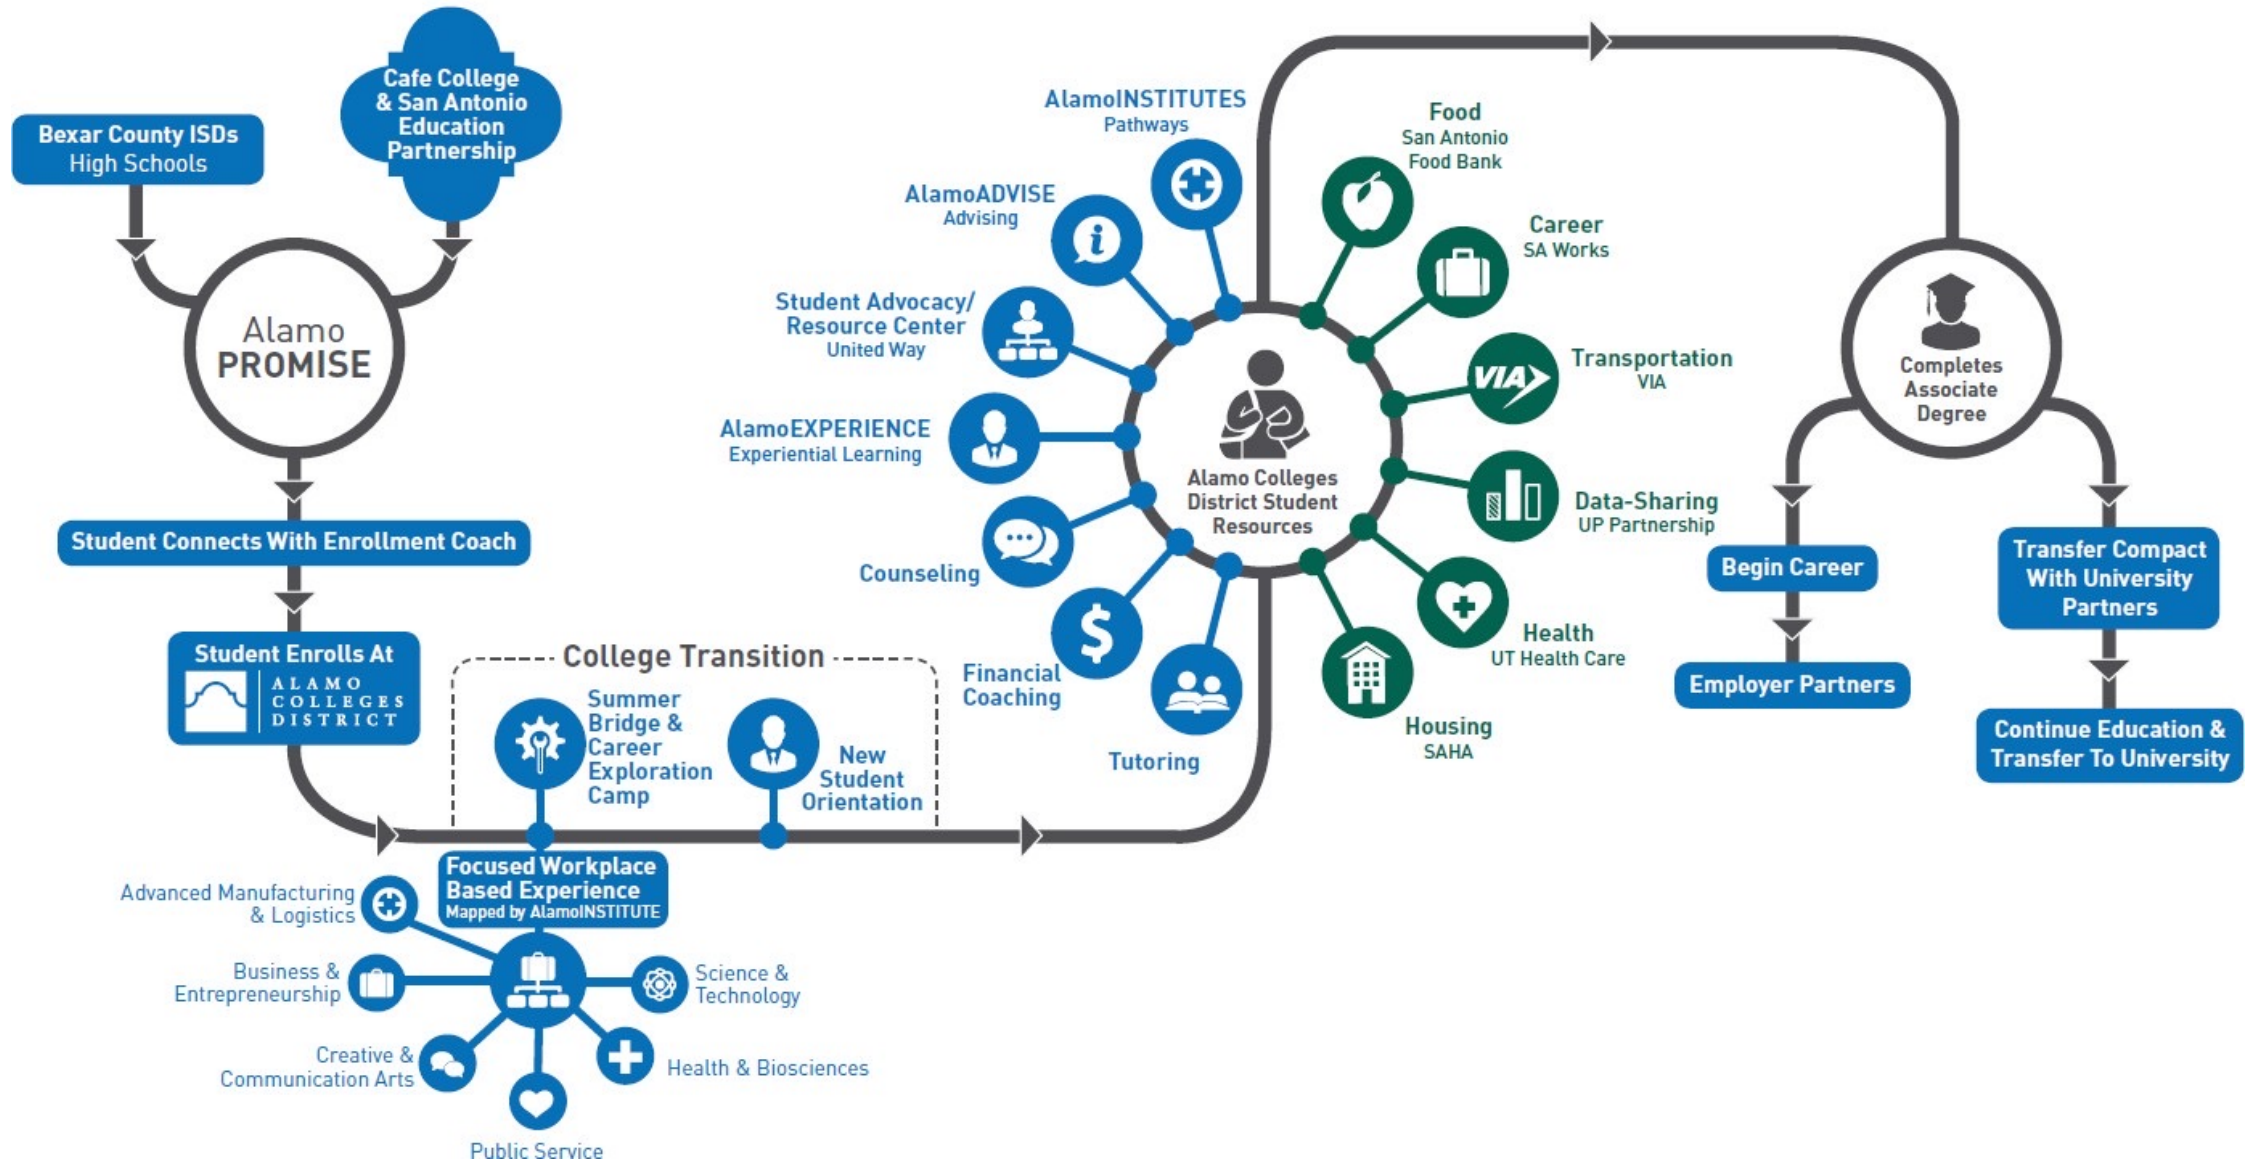 Bexar County ISDs
High Schools
Cafe College
& San Antonio
Education
Partnership
Alamo
PROMISE
Student Connects With Enrollment Coach
Student Enrolls At
ALAMO
COLLEGES
DISTRICT
College Transition
Summer
Bridge &
Career
Exploration
Camp
New
Student
Orientation
Focused Workplace
Based Experience
Mapped by AlamoINSTITUTE
Advanced Manufacturing
& Logistics
Business &
Entrepreneurship
Creative &
Communication Arts
Public Service
Health & Biosciences
Science &
Technology
AlamoINSTITUTES
Pathways
AlamoADVISE
Advising
Student Advocacy/
Resource Center
United Way
AlamoEXPERIENCE
Experiential Learning
Counseling
Financial
Coaching
Tutoring
Alamo Colleges
District Student
Resources
Food
San Antonio
Food Bank
Career
SA Works
VIA
Transportation
VIA
Data-Sharing
UP Partnership
Health
UT Health Care
Housing
SAHA
Completes
Associate
Degree
Begin Career
Employer Partners
Transfer Compact
With University
Partners
Continue Education &
Transfer To University